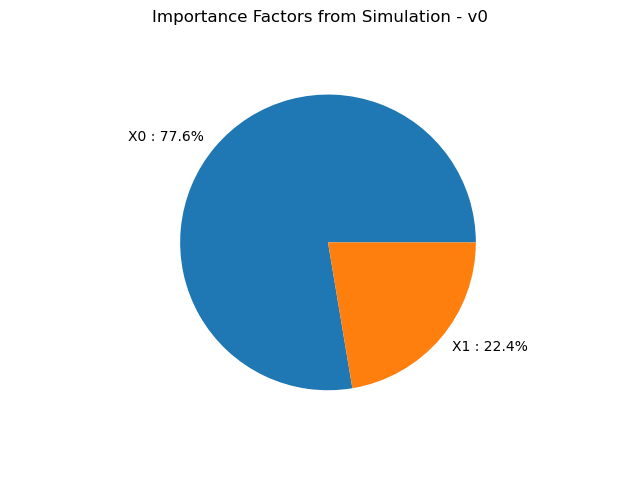 Importance Factors from Simulation - v0
X0 : 77.6%
X1 : 22.4%